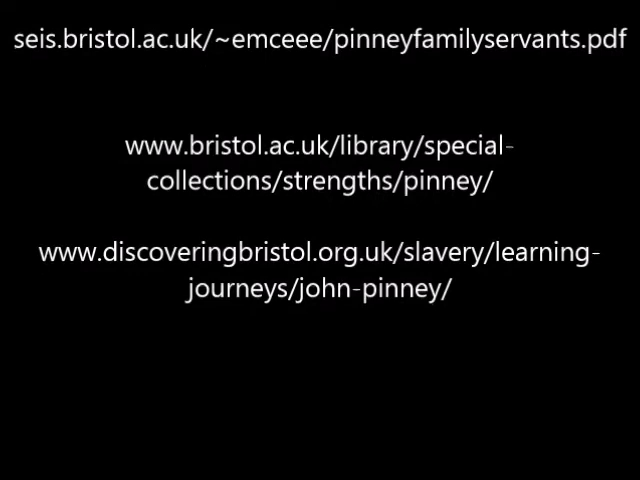 seis.bristol.ac.uk/~emceee/pinneyfamilyservants.pdf
www.bristol.ac.uk/library/special-
collections/strengths/pinney/
www.discoveringbristol.org.uk/slavery/learning-
journeys/john-pinney/